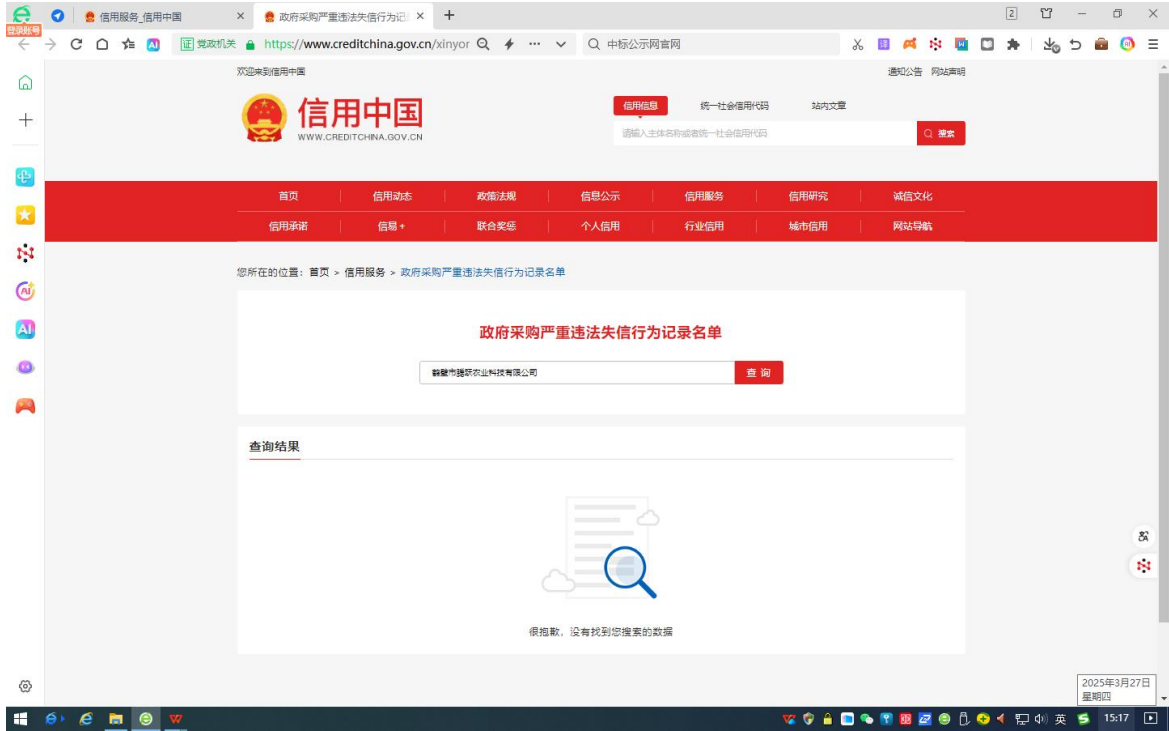 信用服务_信用中国
政府采购严重违法失信行为记
登录账号
证 党政机关
https://www.creditchina.gov.cn/xinyor
中标公示网官网
欢迎来到信用中国
通知公告 网站声明
信用中国
WWW.CREDITCHINA.GOV.CN
信用信息 统一社会信用代码 站内文章
请输入主体名称或者统一社会信用代码
搜索
首页 信用动态 政策法规 信息公示 信用服务 信用研究 诚信文化
信用承诺 信易+ 联合奖惩 个人信用 行业信用 城市信用 网站导航
您所在的位置：首页 > 信用服务 > 政府采购严重违法失信行为记录名单
政府采购严重违法失信行为记录名单
鹤壁市腾跃农业科技有限公司
查 询
查询结果
很抱歉，没有找到您搜索的数据
2025年3月27日
星期四
英
15:17